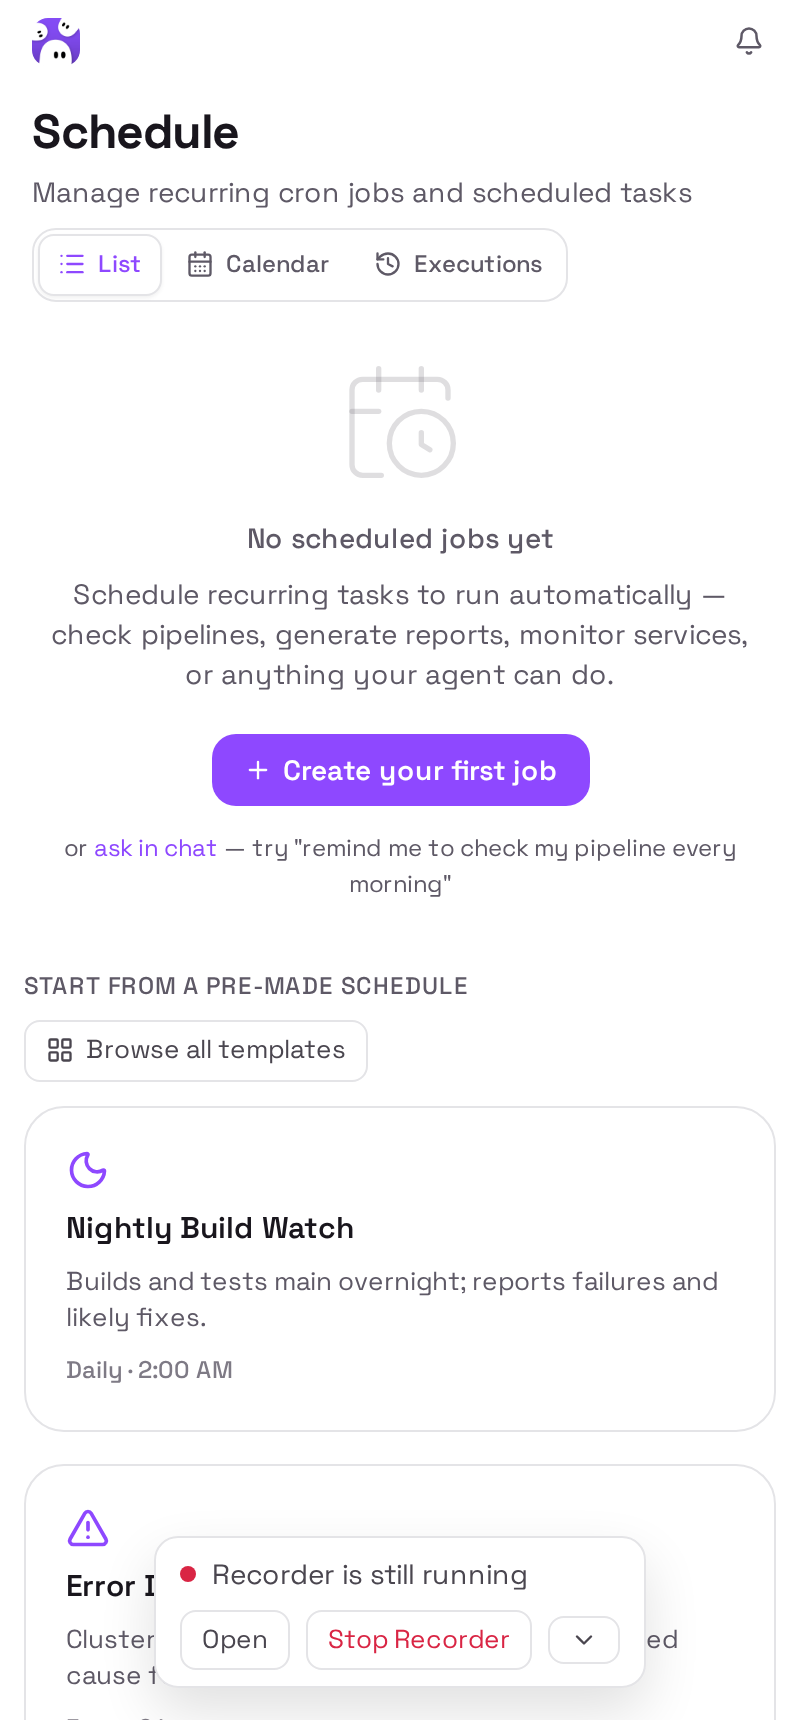 Schedule
Manage recurring cron jobs and scheduled tasks
List
Calendar
Executions
No scheduled jobs yet
Schedule recurring tasks to run automatically —
check pipelines, generate reports, monitor services,
or anything your agent can do.
+ Create your first job
or ask in chat — try "remind me to check my pipeline every
morning"
START FROM A PRE-MADE SCHEDULE
Browse all templates
Nightly Build Watch
Builds and tests main overnight; reports failures and
likely fixes.
Daily · 2:00 AM
Error
Cluster
cause
Recorder is still running
Open
Stop Recorder